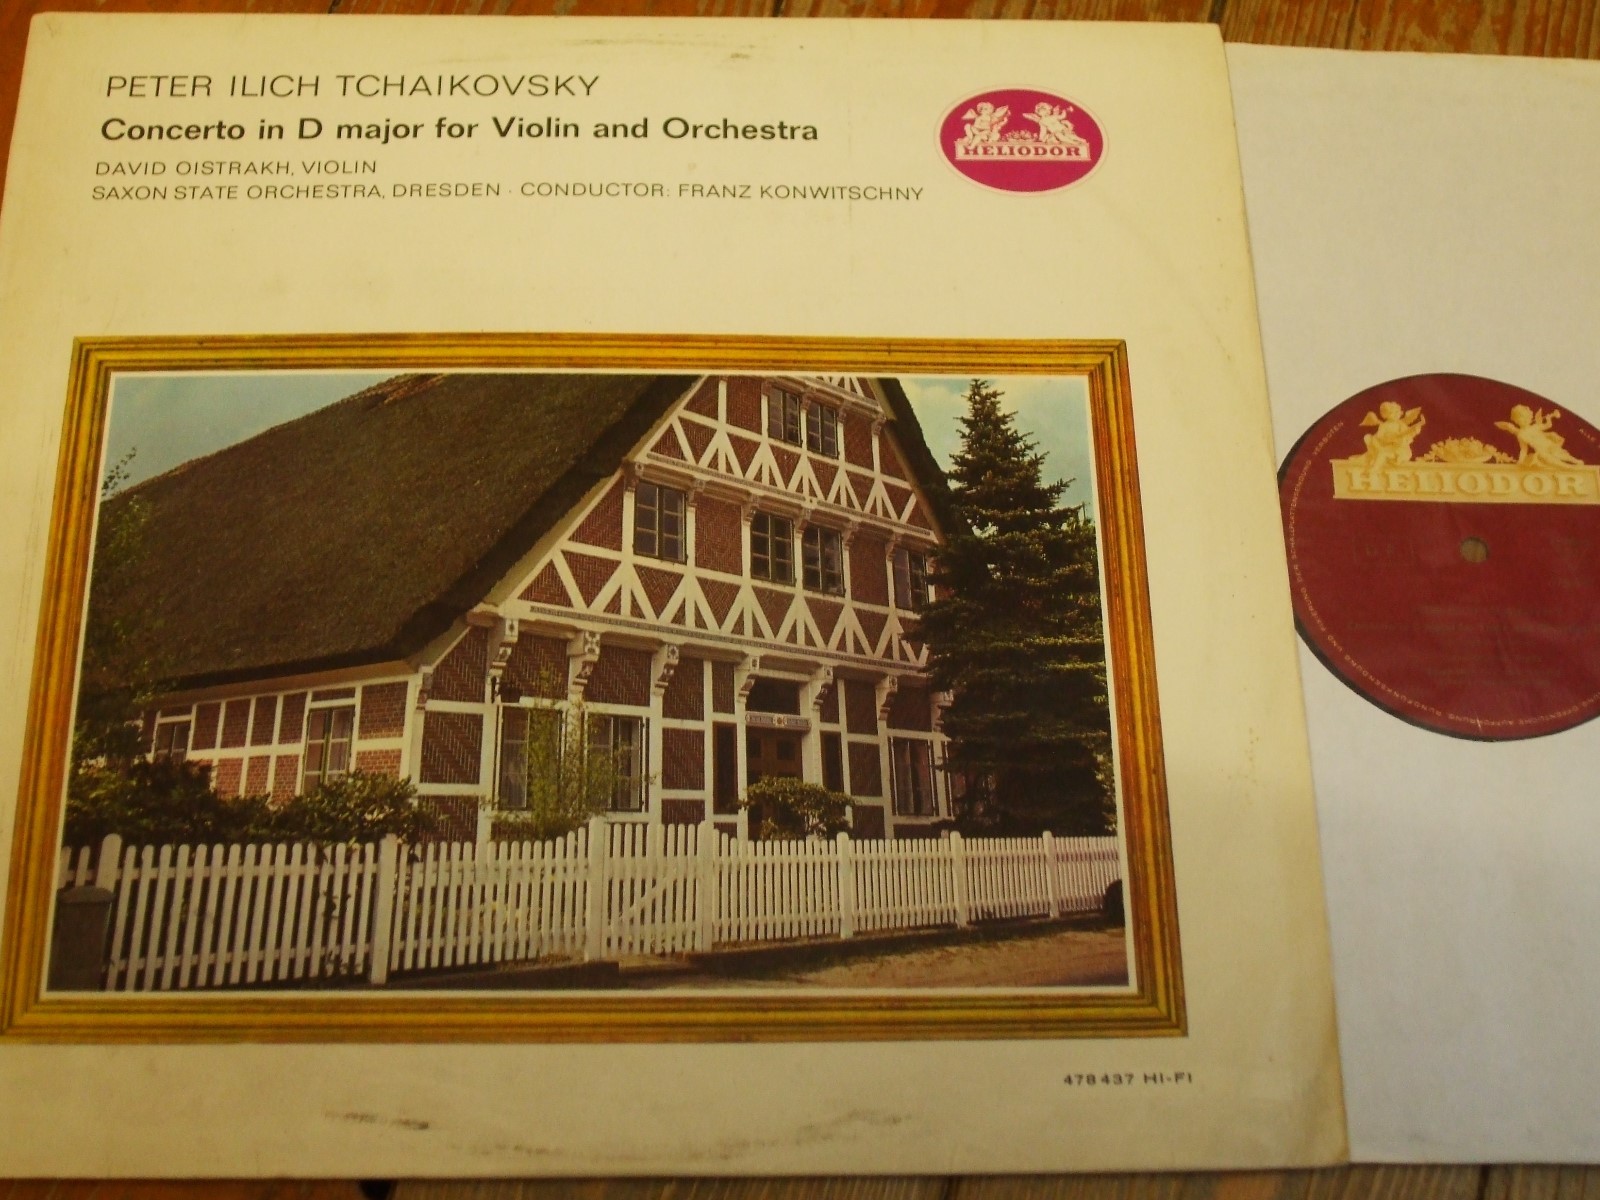 PETER ILICH TCHAIKOVSKY
Concerto in D major for Violin and Orchestra
DAVID OISTRAKH, VIOLIN
SAXON STATE ORCHESTRA, DRESDEN · CONDUCTOR: FRANZ KONWITSCHNY
HELIODOR
478 437 HI-FI
HELIODOR